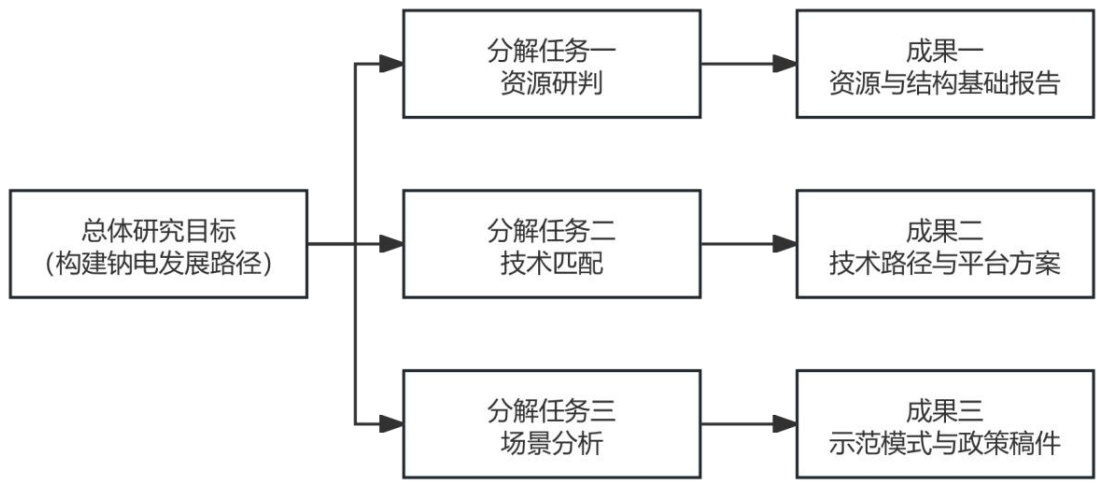 分解任务一
资源研判
成果一
资源与结构基础报告
总体研究目标
（构建钠电发展路径）
分解任务二
技术匹配
成果二
技术路径与平台方案
分解任务三
场景分析
成果三
示范模式与政策稿件